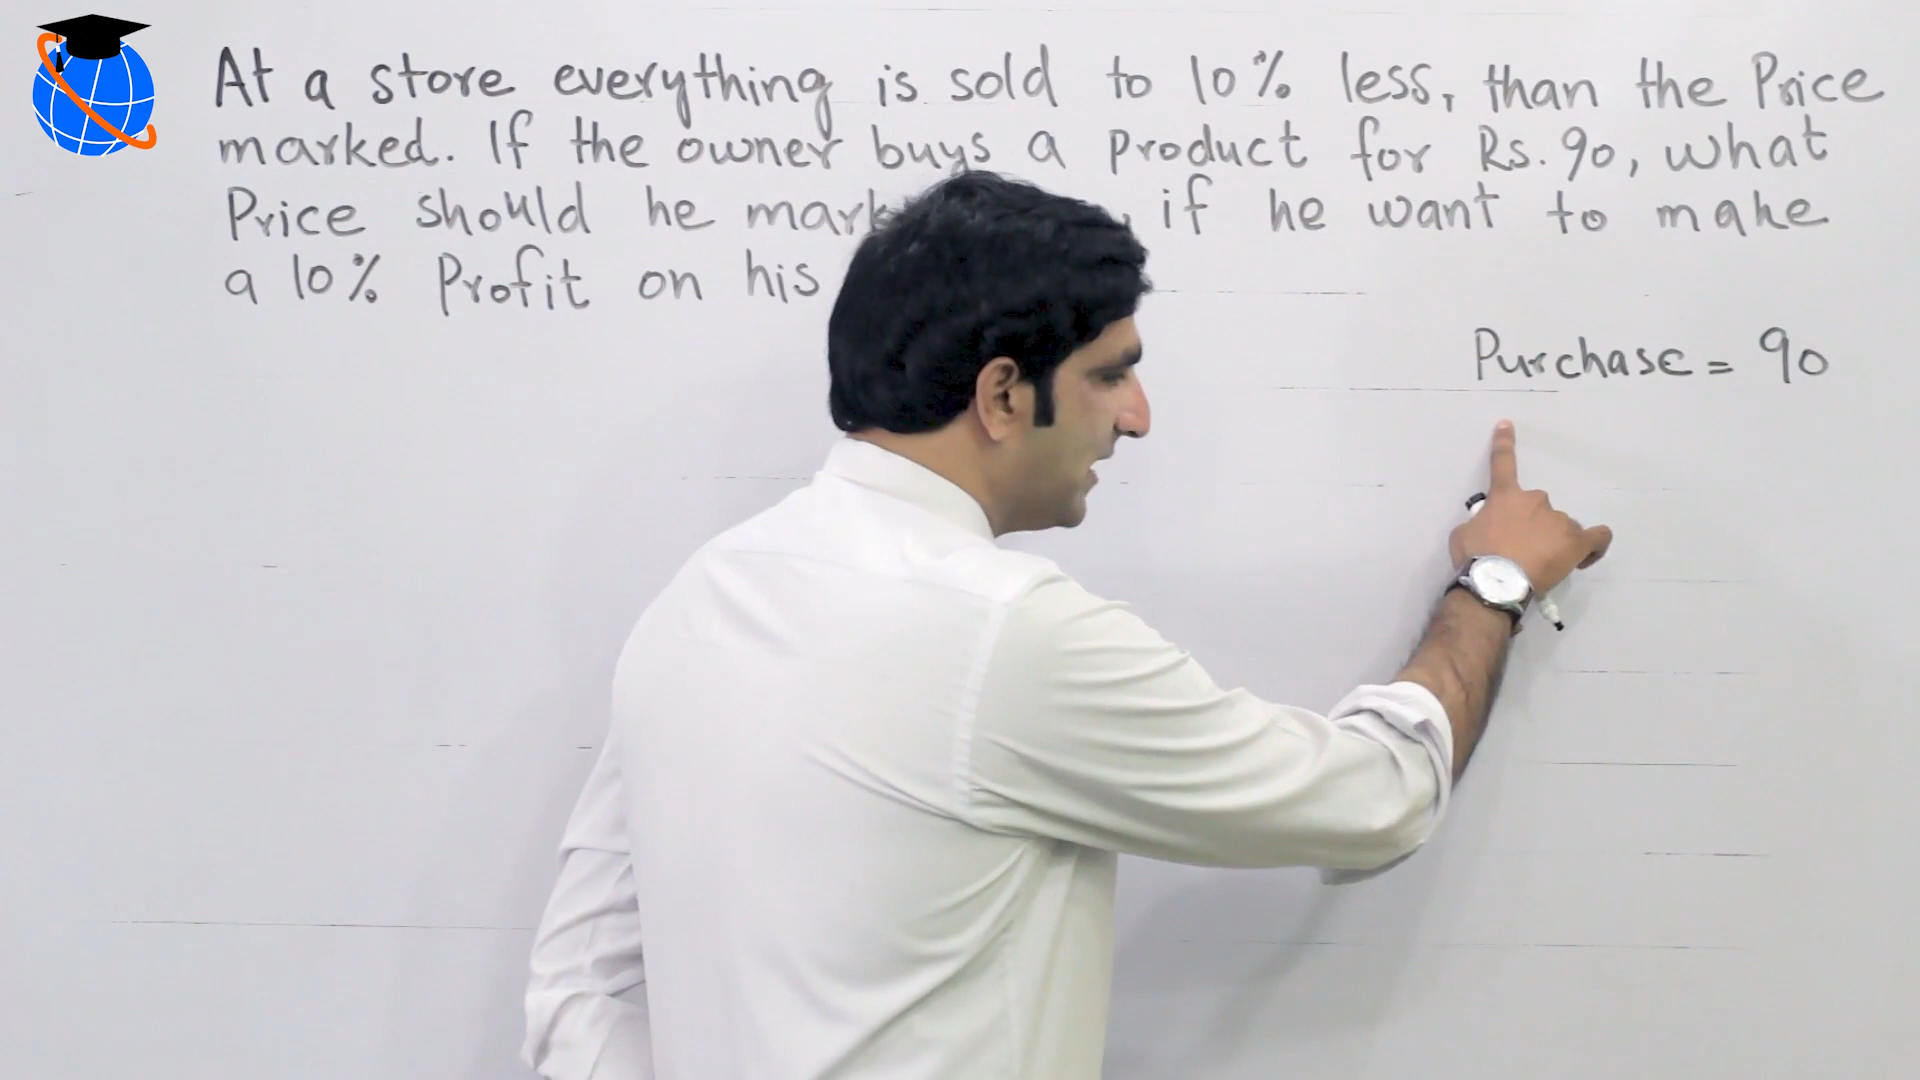 At a store everything is sold to 10% less, than the Price
marked. If the owner buys a product for Rs. 90, what
Price should he mark if he want to make
a 10% Profit on his
Purchase = 90